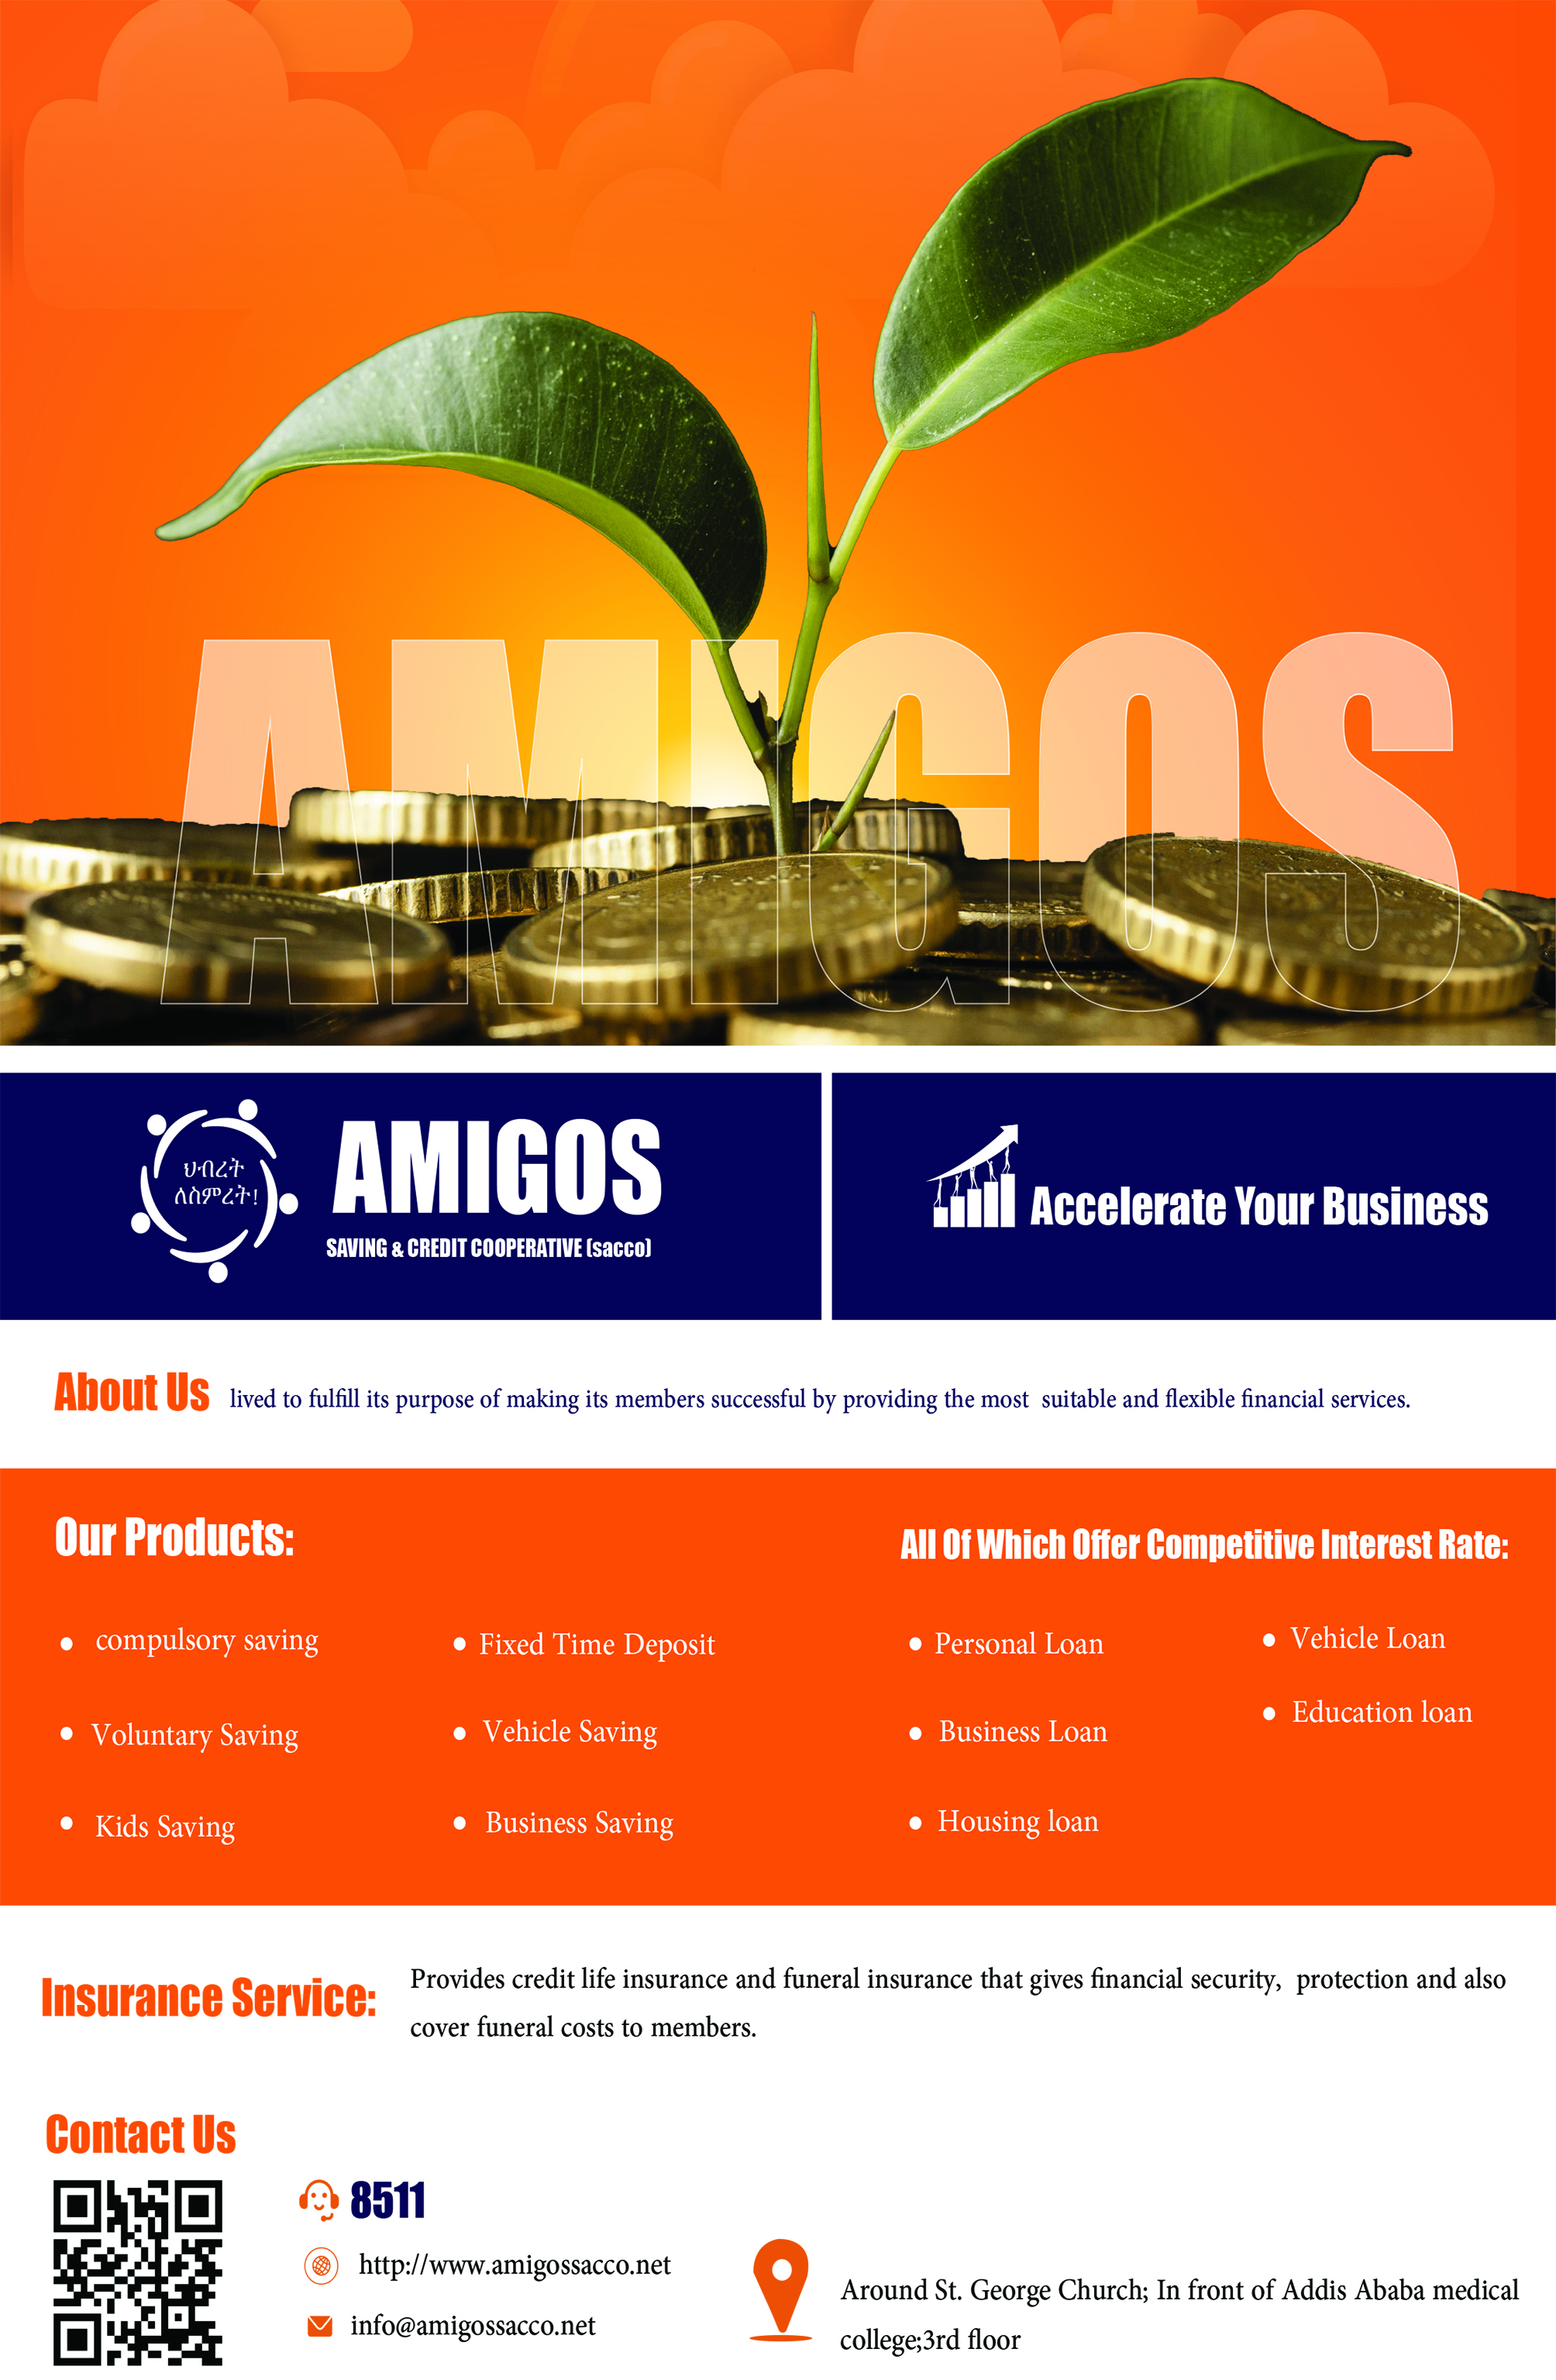 AMIGOS
ህብረት
ለስምረት!
AMIGOS
SAVING & CREDIT COOPERATIVE (sacco)
Accelerate Your Business
About Us lived to fulfill its purpose of making its members successful by providing the most suitable and flexible financial services.
Our Products:
compulsory saving
Voluntary Saving
Kids Saving
Fixed Time Deposit
Vehicle Saving
Business Saving
All Of Which Offer Competitive Interest Rate:
Personal Loan
Business Loan
Housing loan
Vehicle Loan
Education loan
Insurance Service:
Provides credit life insurance and funeral insurance that gives financial security, protection and also
cover funeral costs to members.
Contact Us
8511
http://www.amigossacco.net
info@amigossacco.net
Around St. George Church; In front of Addis Ababa medical
college;3rd floor